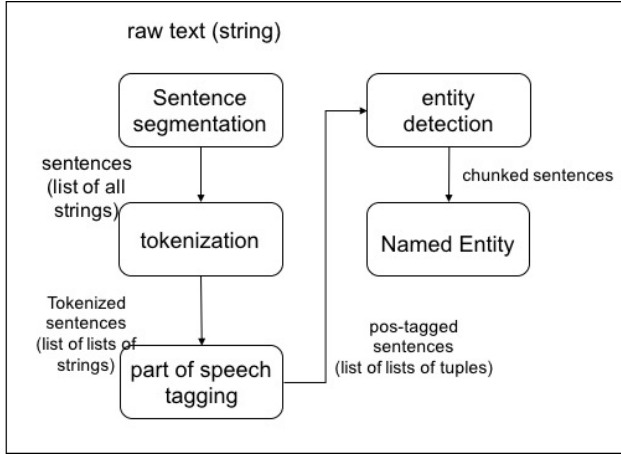 raw text (string)
Sentence
segmentation
sentences
(list of all
strings)
tokenization
Tokenized
sentences
(list of lists of
strings)
part of speech
tagging
pos-tagged
sentences
(list of lists of tuples)
entity
detection
chunked sentences
Named Entity